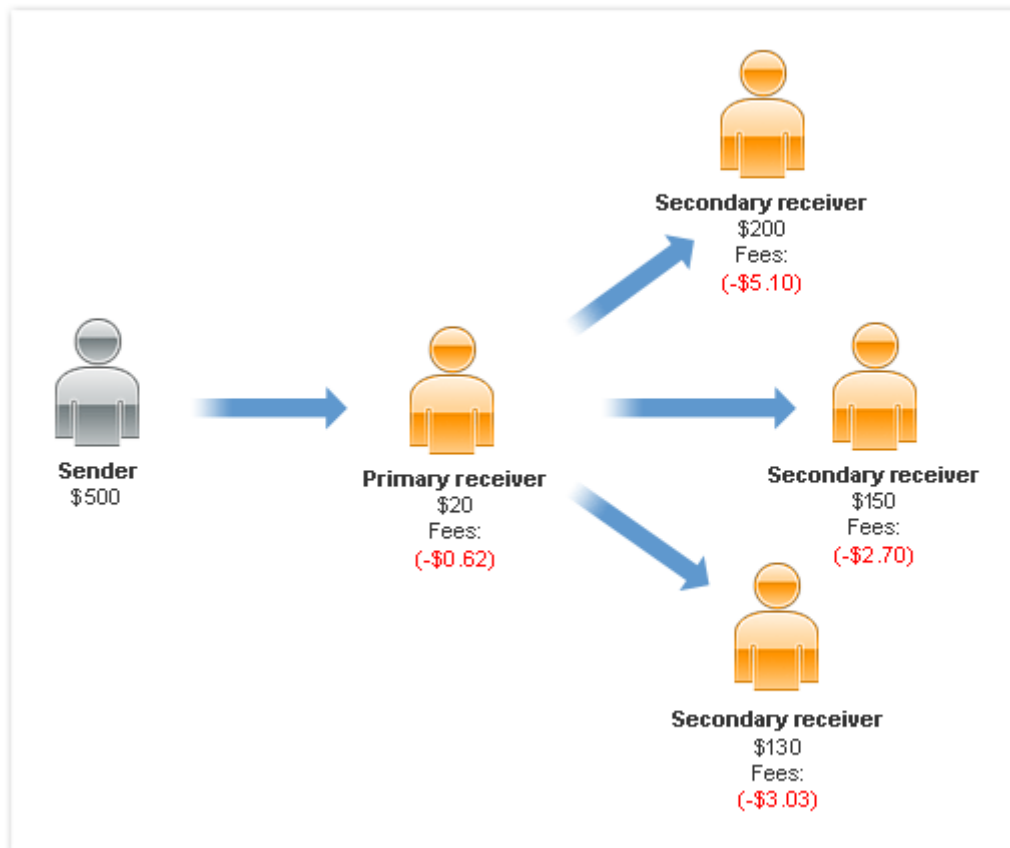 Sender
$500
Primary receiver
$20
Fees:
(-$0.62)
Secondary receiver
$200
Fees:
(-$5.10)
Secondary receiver
$150
Fees:
(-$2.70)
Secondary receiver
$130
Fees:
(-$3.03)